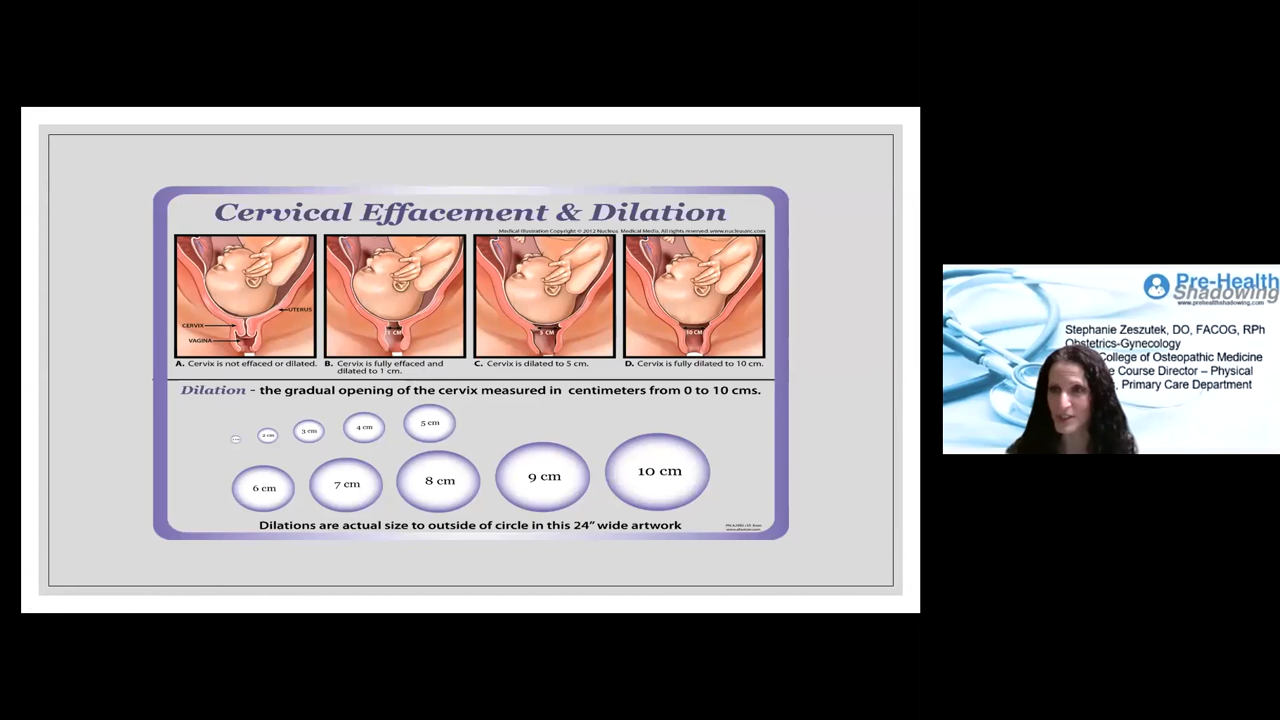 Cervical Effacement & Dilation
Medical Illustration Copyright © 2012 Nucleus Medical Media, All rights reserved. www.nucleusinc.com
UTERUS
CERVIX
VAGINA
1 CM
5 CM
10 CM
A. Cervix is not effaced or dilated.
B. Cervix is fully effaced and
dilated to 1 cm.
C. Cervix is dilated to 5 cm.
D. Cervix is fully dilated to 10 cm.
Dilation - the gradual opening of the cervix measured in centimeters from 0 to 10 cms.
2 cm
3 cm
4 cm
5 cm
6 cm
7 cm
8 cm
9 cm
10 cm
Dilations are actual size to outside of circle in this 24" wide artwork
Pre-Health
Shadowing
www.prehealthshadowing.com
Stephanie Zeszutek, DO, FACOG, RPh
Obstetrics-Gynecology
College of Osteopathic Medicine
Course Director – Physical
, Primary Care Department